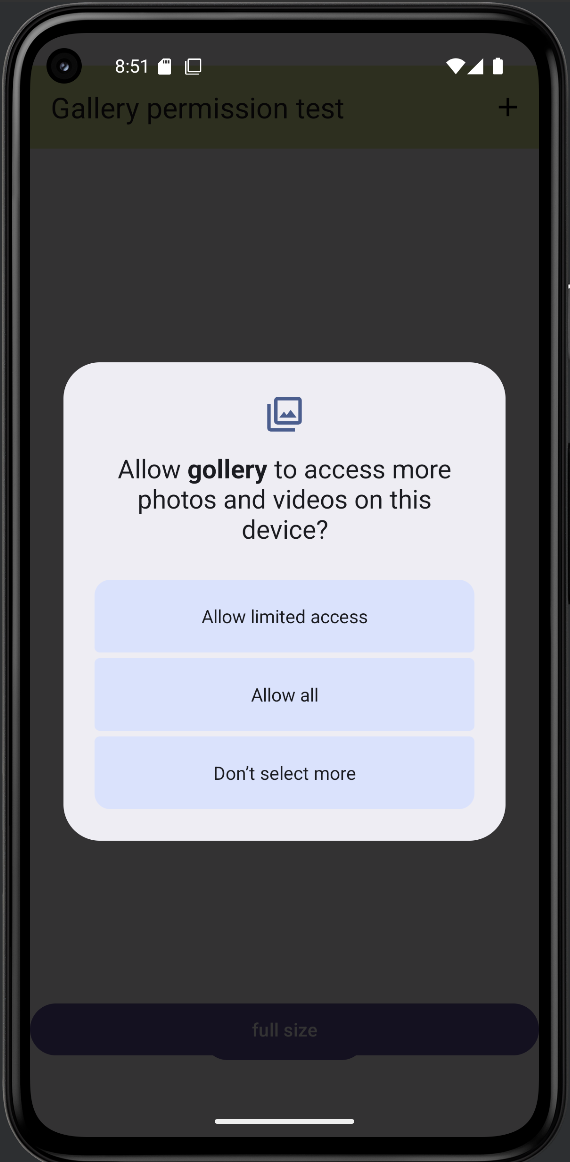 8:51
Gallery permission test
Allow gollery to access more
photos and videos on this
device?
Allow limited access
Allow all
Don’t select more
full size